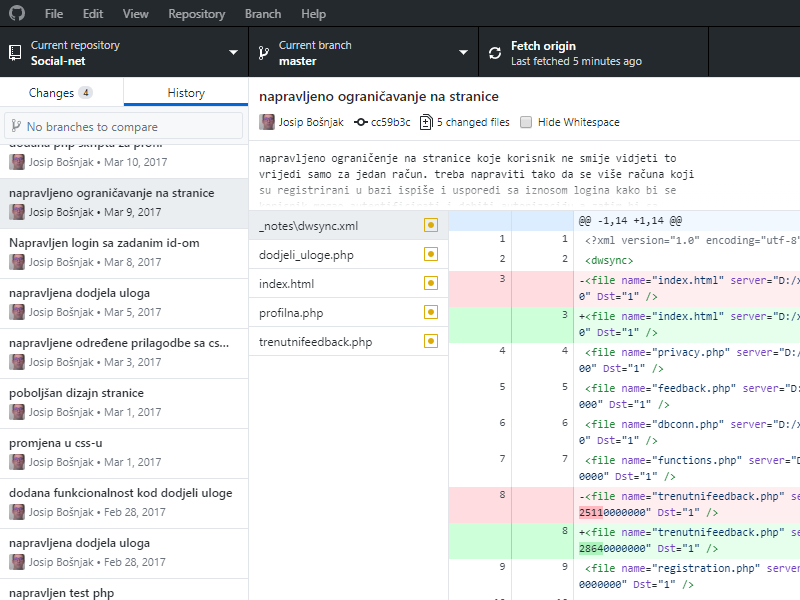 File Edit View Repository Branch Help
Current repository
Social-net
Current branch
master
Fetch origin
Last fetched 5 minutes ago
Changes 4
History
No branches to compare
dodana php skripta za profil
Josip Bošnjak • Mar 10, 2017
napravljeno ograničavanje na stranice
Josip Bošnjak • Mar 9, 2017
Napravljen login sa zadanim id-om
Josip Bošnjak • Mar 8, 2017
napravljena dodjela uloga
Josip Bošnjak • Mar 5, 2017
napravljene određene prilagodbe sa cs...
Josip Bošnjak • Mar 3, 2017
poboljšan dizajn stranice
Josip Bošnjak • Mar 1, 2017
promjena u css-u
Josip Bošnjak • Mar 1, 2017
dodana funkcionalnost kod dodjeli uloge
Josip Bošnjak • Feb 28, 2017
napravljena dodjela uloga
Josip Bošnjak • Feb 28, 2017
napravljen test php
napravljeno ograničavanje na stranice
Josip Bošnjak cc59b3c 5 changed files Hide Whitespace
napravljeno ograničenje na stranice koje korisnik ne smije vidjeti to
vrijedi samo za jedan račun. treba napraviti tako da se više računa koji
su registrirani u bazi ispiše i usporedi sa iznosom logina kako bi se
_notes\dwsync.xml
dodjeli_uloge.php
index.html
profilna.php
trenutnifeedback.php
@@ -1,14 +1,14 @@
1 1 <?xml version="1.0" encoding="utf-8"
2 2 <dwsync>
3 -<file name="index.html" server="D:/x
0" Dst="1" />
3 +<file name="index.html" server="D:/x
0" Dst="1" />
4 4 <file name="privacy.php" server="D:/
00" Dst="1" />
5 5 <file name="feedback.php" server="D:
000" Dst="1" />
6 6 <file name="dbconn.php" server="D:/x
0" Dst="1" />
7 7 <file name="functions.php" server="D
0000" Dst="1" />
8 -<file name="trenutnifeedback.php" se
25110000000" Dst="1" />
8 +<file name="trenutnifeedback.php" se
28640000000" Dst="1" />
9 9 <file name="registration.php" server
0000000" Dst="1" />